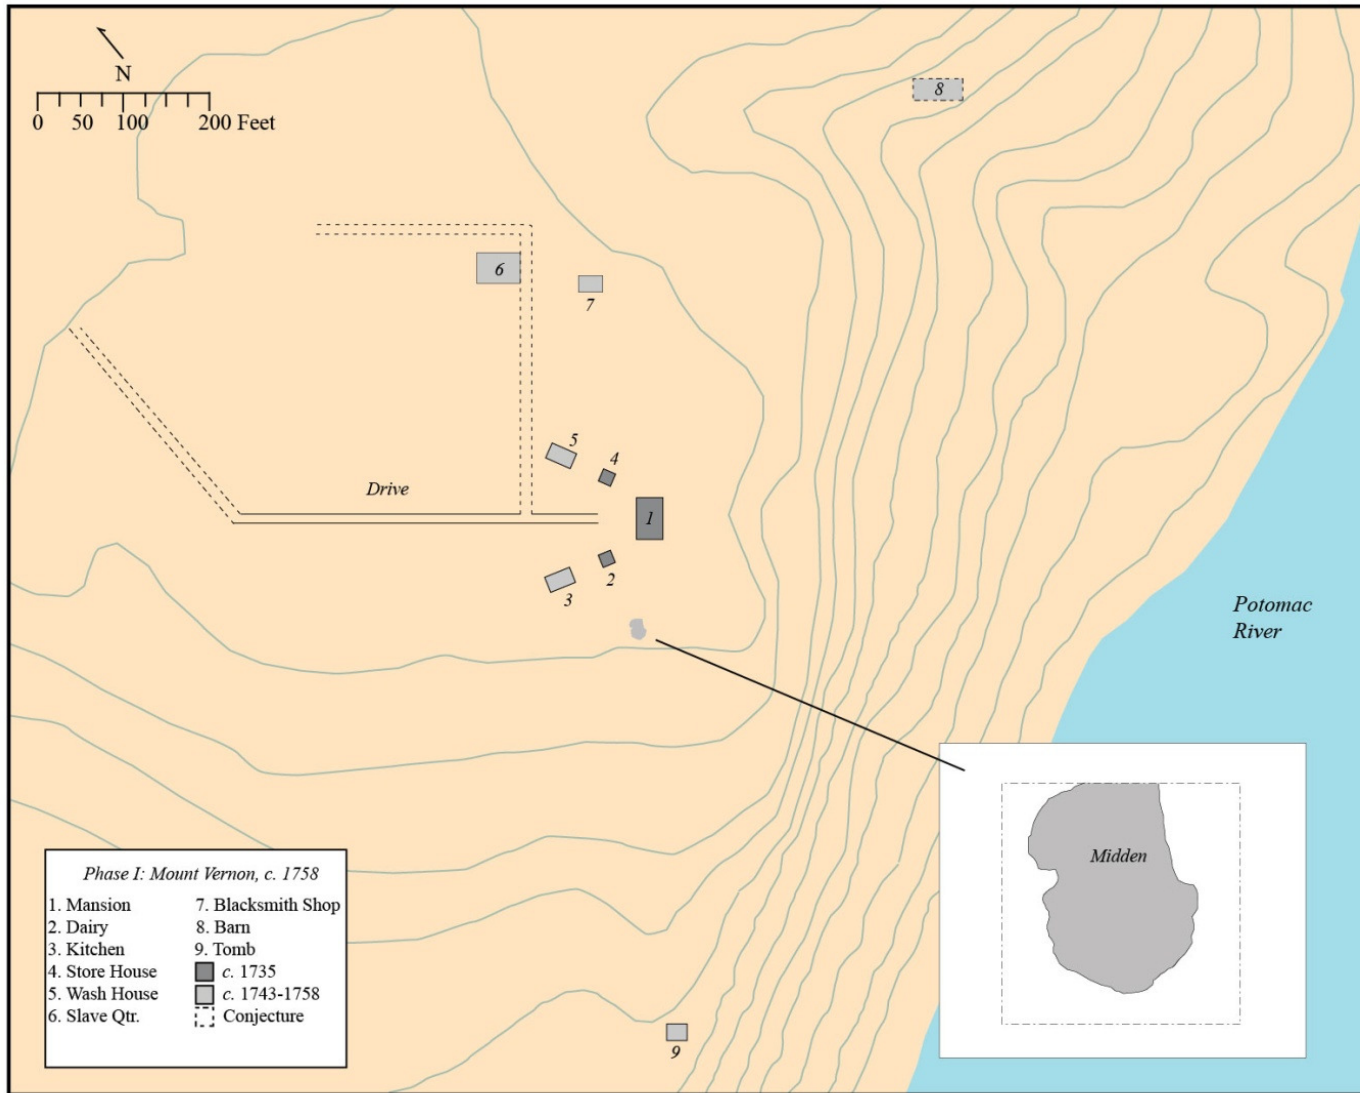 N
0 50 100 200 Feet
8
6
7
5
4
Drive
1
2
3
Potomac
River
Midden
Phase I: Mount Vernon, c. 1758
1. Mansion
2. Dairy
3. Kitchen
4. Store House
5. Wash House
6. Slave Qtr.
7. Blacksmith Shop
8. Barn
9. Tomb
c. 1735
c. 1743-1758
Conjecture
9